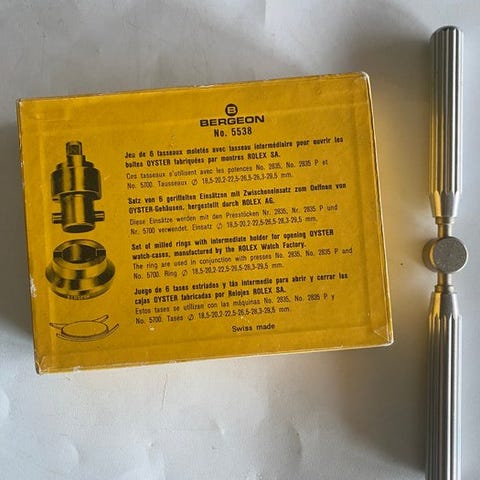 B
BERGEON
No. 5538
Jeu de 6 tasseaux moletés avec tasseau intermédiaire pour ouvrir les
boîtes OYSTER fabriquées par montres ROLEX SA.
Ces tasseaux s'utilisent avec les potences No. 2835, No. 2835 P et
No. 5700. Tasseaux ∅ 18,5-20,2-22,5-26,5-28,3-29,5 mm.
Satz von 6 geriffelten Einsätzen mit Zwischeneinsatz zum Oeffnen von
OYSTER-Gehäusen, hergestellt durch ROLEX AG.
Diese Einsätze werden mit den Presstöcken Nr. 2835, Nr. 2835 P und
Nr. 5700 verwendet. Einsatz ∅ 18,5-20,2-22,5-26,5-28,3-29,5 mm.
Set of milled rings with intermediate holder for opening OYSTER
watch-cases, manufactured by the ROLEX Watch Factory.
The ring are used in conjunction with presses No. 2835, No. 2835 P and
No. 5700. Ring ∅ 18,5-20,2-22,5-26,5-28,3-29,5 mm.
Juego de 6 tases estriados y tás intermedio para abrir y cerrar las
cajas OYSTER fabricadas por Relojes ROLEX SA.
Estos tases se utilizan con las máquinas No. 2835, No. 2835 P y
No. 5700. Tases ∅ 18,5-20,2-22,5-26,5-28,3-29,5 mm.
Swiss made
BERGEON